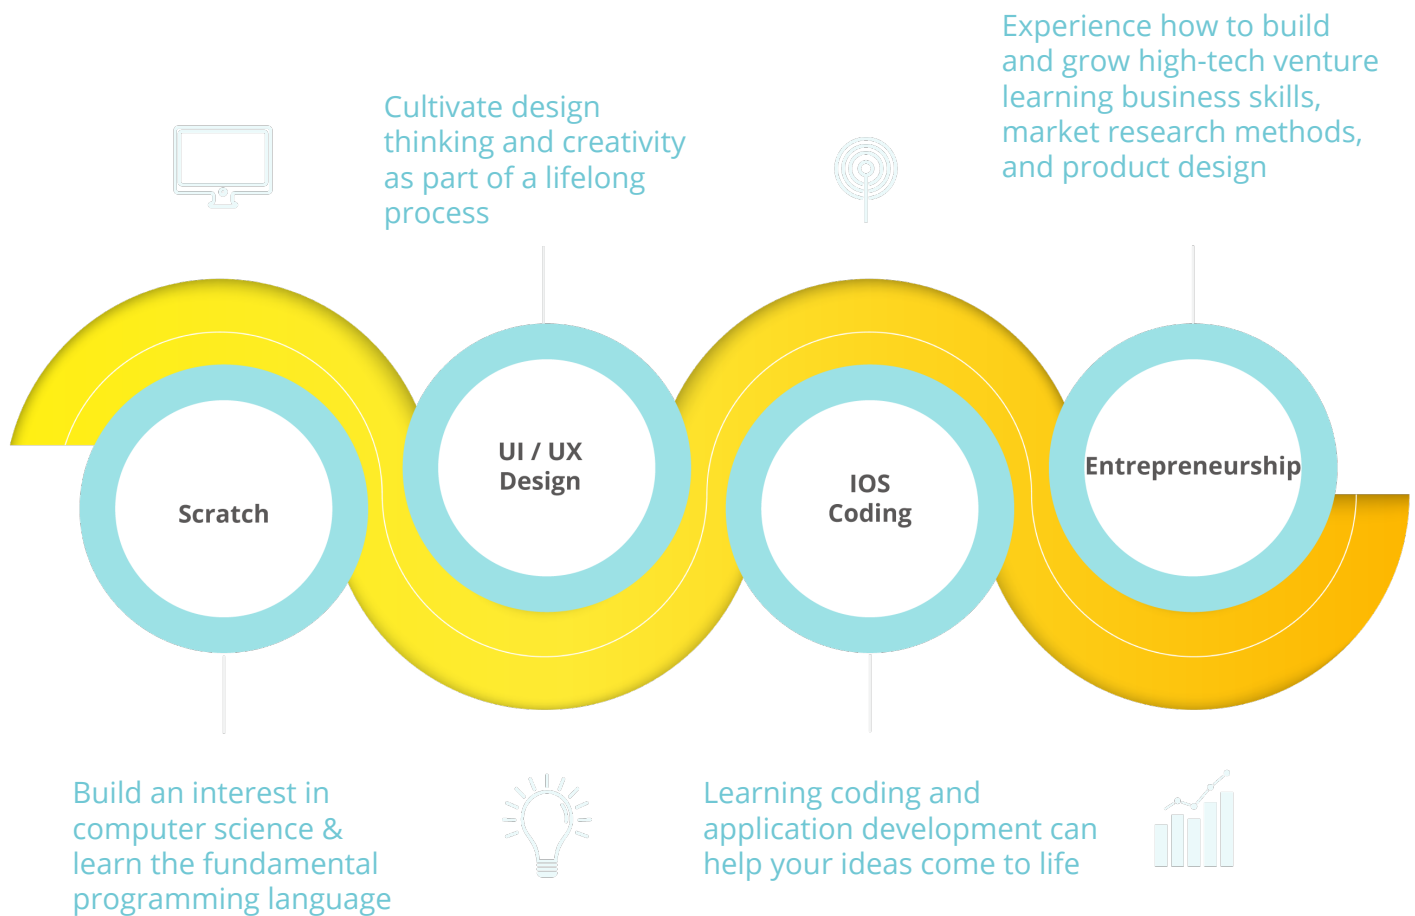 Experience how to build
and grow high-tech venture
learning business skills,
market research methods,
and product design
Cultivate design
thinking and creativity
as part of a lifelong
process
Scratch
UI / UX
Design
IOS
Coding
Entrepreneurship
Build an interest in
computer science &
learn the fundamental
programming language
Learning coding and
application development can
help your ideas come to life